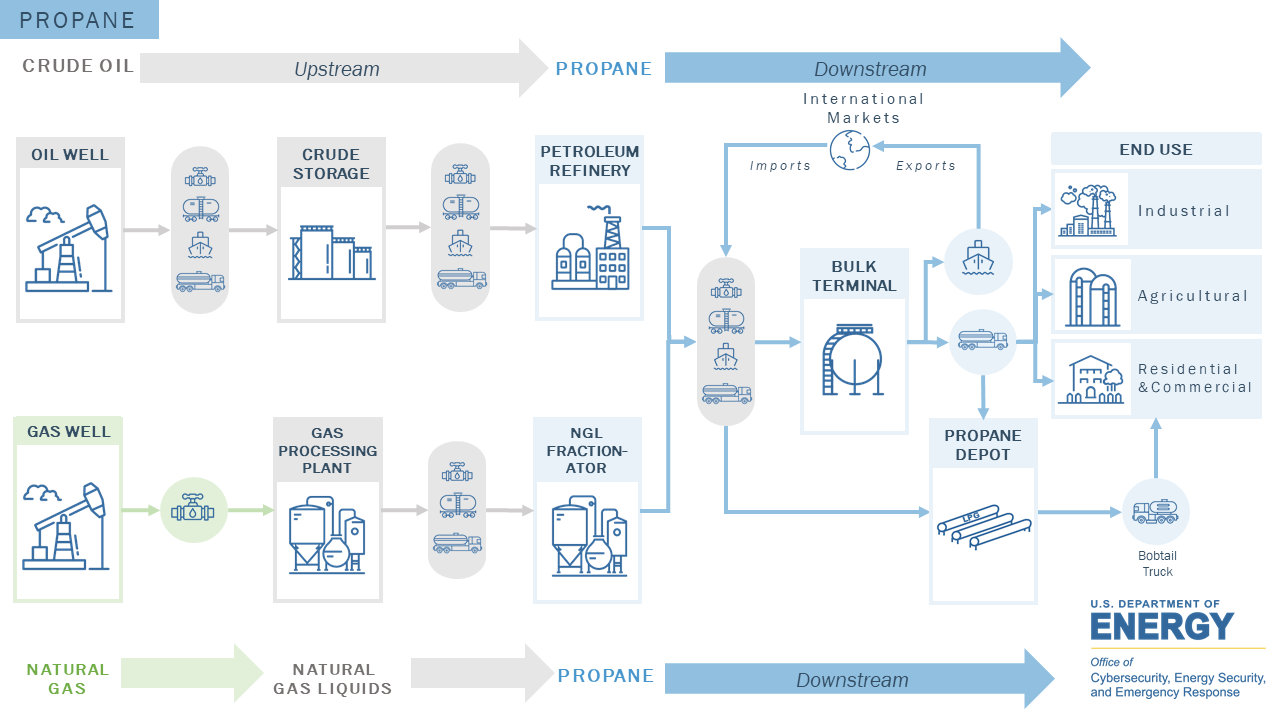 PROPANE
CRUDE OIL
Upstream
PROPANE
Downstream
International
Markets
Imports
Exports
OIL WELL
CRUDE
STORAGE
PETROLEUM
REFINERY
BULK
TERMINAL
END USE
Industrial
Agricultural
Residential
&Commercial
GAS WELL
GAS
PROCESSING
PLANT
NGL
FRACTION-
ATOR
PROPANE
DEPOT
LPG
Bobtail
Truck
NATURAL
GAS
NATURAL
GAS LIQUIDS
PROPANE
Downstream
U.S. DEPARTMENT OF
ENERGY
Office of
Cybersecurity, Energy Security,
and Emergency Response